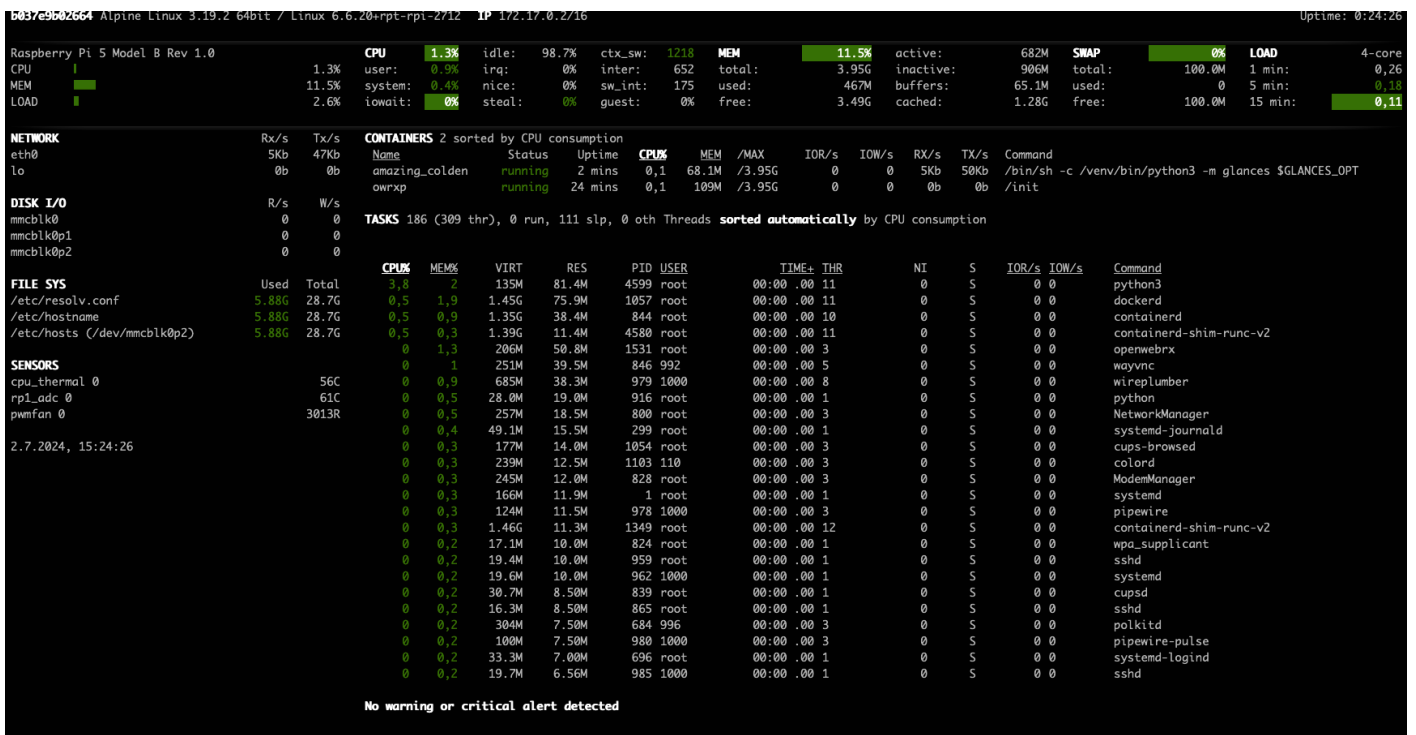 b037e9b02664 Alpine Linux 3.19.2 64bit / Linux 6.6.20+rpt-rpi-2712 IP 172.17.0.2/16 Uptime: 0:24:26
Raspberry Pi 5 Model B Rev 1.0 CPU 1.3% idle: 98.7% ctx_sw: 1218 MEM 11.5% active: 682M SWAP 0% LOAD 4-core
CPU 1.3% user: 0.9% irq: 0% inter: 652 total: 3.95G inactive: 906M total: 100.0M 1 min: 0,26
MEM 11.5% system: 0.4% nice: 0% sw_int: 175 used: 467M buffers: 65.1M used: 0 5 min: 0,18
LOAD 2.6% iowait: 0% steal: 0% guest: 0% free: 3.49G cached: 1.28G free: 100.0M 15 min: 0,11
NETWORK Rx/s Tx/s CONTAINERS 2 sorted by CPU consumption
eth0 5Kb 47Kb Name Status Uptime CPU% MEM /MAX IOR/s IOW/s RX/s TX/s Command
lo 0b 0b amazing_colden running 2 mins 0,1 68.1M /3.95G 0 0 5Kb 50Kb /bin/sh -c /venv/bin/python3 -m glances $GLANCES_OPT
owrxp running 24 mins 0,1 109M /3.95G 0 0 0b 0b /init
DISK I/O R/s W/s
mmcblk0 0 0 TASKS 186 (309 thr), 0 run, 111 slp, 0 oth Threads sorted automatically by CPU consumption
mmcblk0p1 0 0
mmcblk0p2 0 0
CPU% MEM% VIRT RES PID USER TIME+ THR NI S IOR/s IOW/s Command
FILE SYS Used Total 3,8 2 135M 81.4M 4599 root 00:00 .00 11 0 S 0 0 python3
/etc/resolv.conf 5.88G 28.7G 0,5 1,9 1.45G 75.9M 1057 root 00:00 .00 11 0 S 0 0 dockerd
/etc/hostname 5.88G 28.7G 0,5 0,9 1.35G 38.4M 844 root 00:00 .00 10 0 S 0 0 containerd
/etc/hosts (/dev/mmcblk0p2) 5.88G 28.7G 0,5 0,3 1.39G 11.4M 4580 root 00:00 .00 11 0 S 0 0 containerd-shim-runc-v2
0 1,3 206M 50.8M 1531 root 00:00 .00 3 0 S 0 0 openwebrx
SENSORS 0 1 251M 39.5M 846 992 00:00 .00 5 0 S 0 0 wayvnc
cpu_thermal 0 56C 0 0,9 685M 38.3M 979 1000 00:00 .00 8 0 S 0 0 wireplumber
rp1_adc 0 61C 0 0,5 28.0M 19.0M 916 root 00:00 .00 1 0 S 0 0 python
pwmfan 0 3013R 0 0,5 257M 18.5M 800 root 00:00 .00 3 0 S 0 0 NetworkManager
0 0,4 49.1M 15.5M 299 root 00:00 .00 1 0 S 0 0 systemd-journald
2.7.2024, 15:24:26 0 0,3 177M 14.0M 1054 root 00:00 .00 3 0 S 0 0 cups-browsed
0 0,3 239M 12.5M 1103 110 00:00 .00 3 0 S 0 0 colord
0 0,3 245M 12.0M 828 root 00:00 .00 3 0 S 0 0 ModemManager
0 0,3 166M 11.9M 1 root 00:00 .00 1 0 S 0 0 systemd
0 0,3 124M 11.5M 978 1000 00:00 .00 3 0 S 0 0 pipewire
0 0,3 1.46G 11.3M 1349 root 00:00 .00 12 0 S 0 0 containerd-shim-runc-v2
0 0,2 17.1M 10.0M 824 root 00:00 .00 1 0 S 0 0 wpa_supplicant
0 0,2 19.4M 10.0M 959 root 00:00 .00 1 0 S 0 0 sshd
0 0,2 19.6M 10.0M 962 1000 00:00 .00 1 0 S 0 0 systemd
0 0,2 30.7M 8.50M 839 root 00:00 .00 1 0 S 0 0 cupsd
0 0,2 16.3M 8.50M 865 root 00:00 .00 1 0 S 0 0 sshd
0 0,2 304M 7.50M 684 996 00:00 .00 3 0 S 0 0 polkitd
0 0,2 100M 7.50M 980 1000 00:00 .00 3 0 S 0 0 pipewire-pulse
0 0,2 33.3M 7.00M 696 root 00:00 .00 1 0 S 0 0 systemd-logind
0 0,2 19.7M 6.56M 985 1000 00:00 .00 1 0 S 0 0 sshd
No warning or critical alert detected